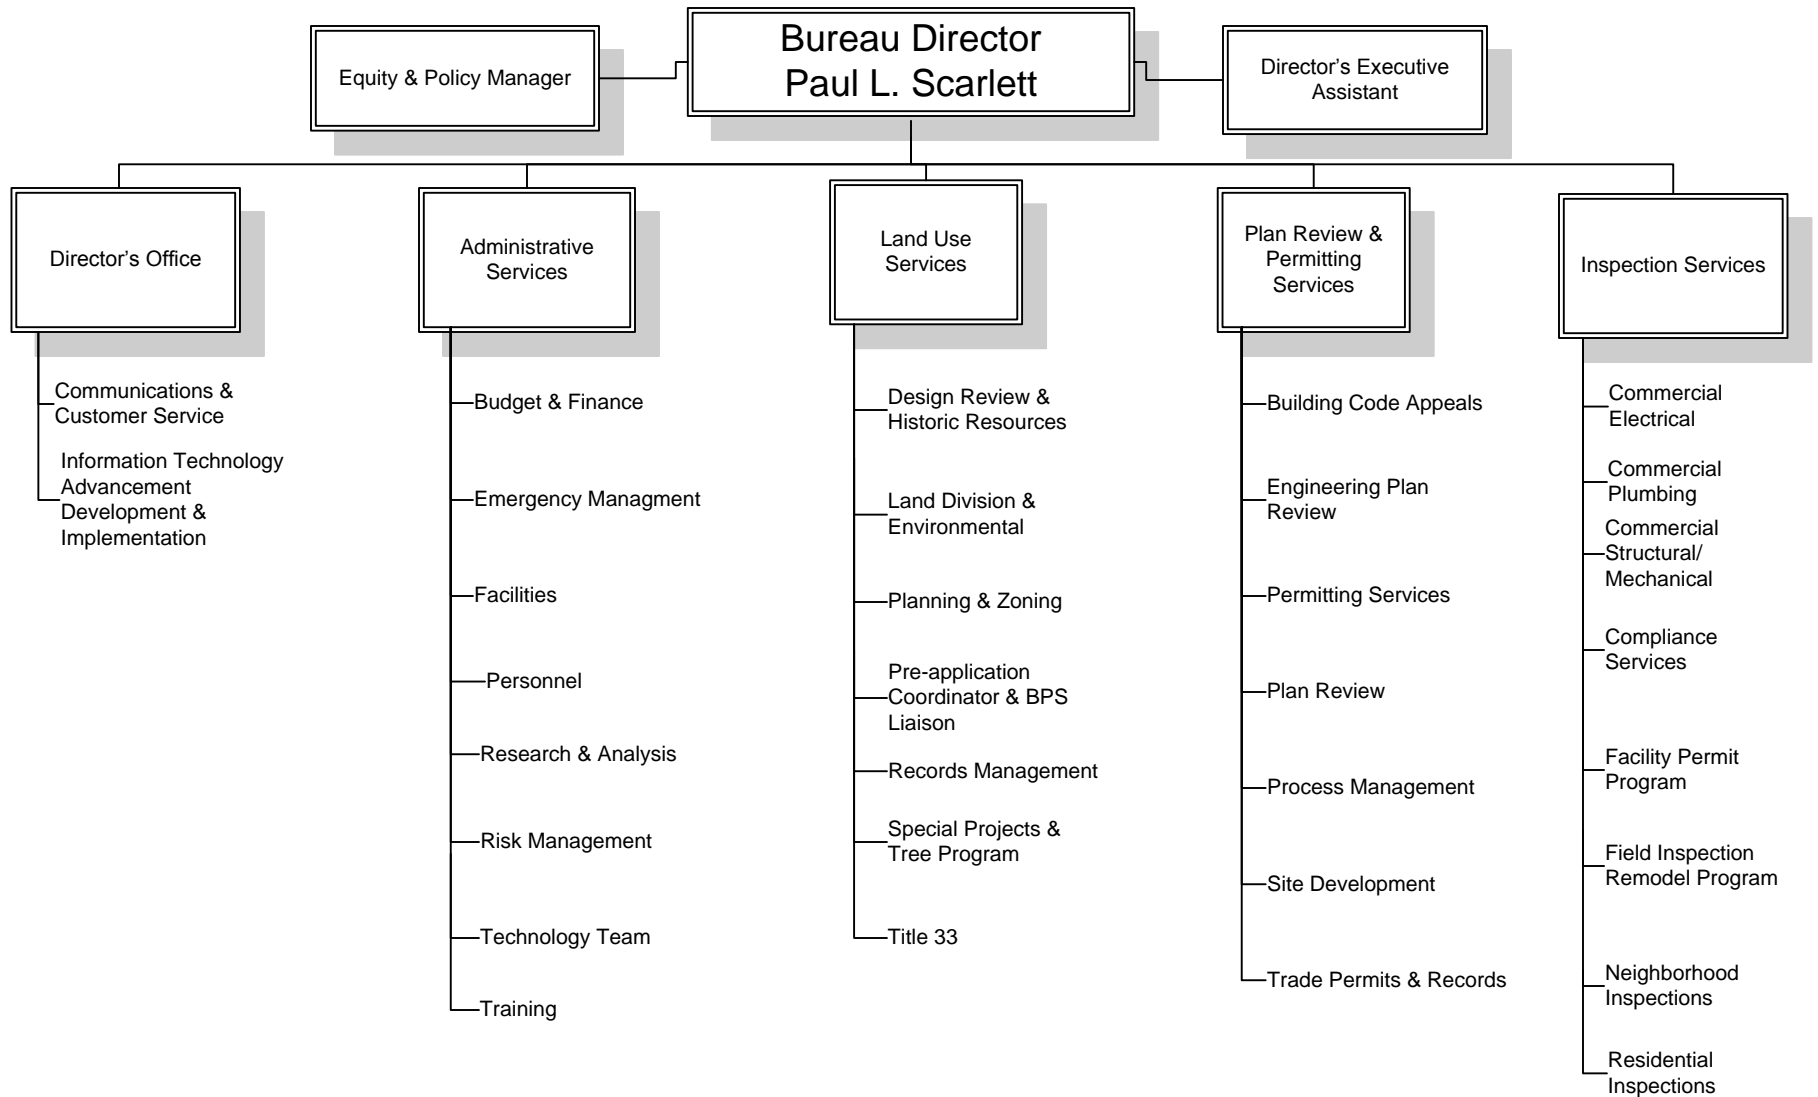 Bureau Director
Paul L. Scarlett
Equity & Policy Manager
Director’s Executive
Assistant
Director’s Office
Communications &
Customer Service
Information Technology
Advancement
Development &
Implementation
Administrative
Services
Budget & Finance
Emergency Managment
Facilities
Personnel
Research & Analysis
Risk Management
Technology Team
Training
Land Use
Services
Design Review &
Historic Resources
Land Division &
Environmental
Planning & Zoning
Pre-application
Coordinator & BPS
Liaison
Records Management
Special Projects &
Tree Program
Title 33
Plan Review &
Permitting
Services
Building Code Appeals
Engineering Plan
Review
Permitting Services
Plan Review
Process Management
Site Development
Trade Permits & Records
Inspection Services
Commercial
Electrical
Commercial
Plumbing
Commercial
Structural/
Mechanical
Compliance
Services
Facility Permit
Program
Field Inspection
Remodel Program
Neighborhood
Inspections
Residential
Inspections